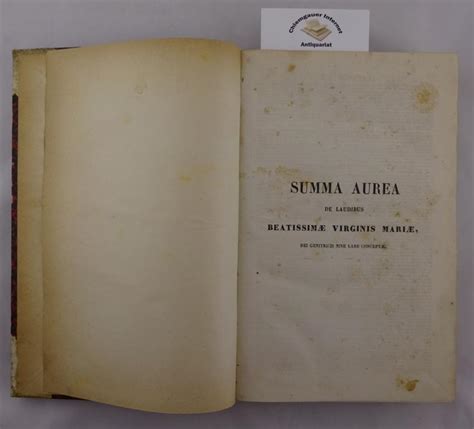 Chiemgauer Internet
Antiquariat
SUMMA AUREA
DE LAUDIBUS
BEATISSIMÆ VIRGINIS MARIÆ,
DEI GENITRICIS SINE LABE CONCEPTÆ,